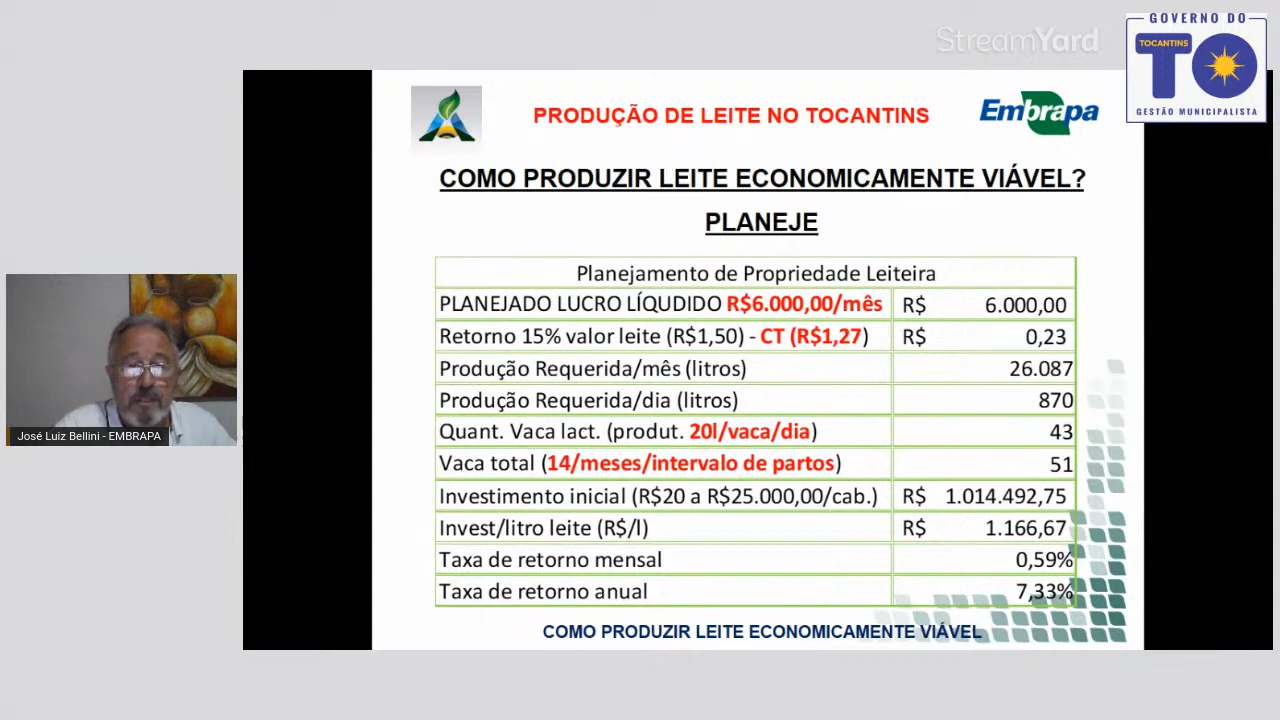 StreamYard
GOVERNO DO
TOCANTINS
TO
GESTÃO MUNICIPALISTA
PRODUÇÃO DE LEITE NO TOCANTINS
Embrapa
COMO PRODUZIR LEITE ECONOMICAMENTE VIÁVEL?
PLANEJE
Planejamento de Propriedade Leiteira
PLANEJADO LUCRO LÍQUDIDO R$6.000,00/mês R$ 6.000,00
Retorno 15% valor leite (R$1,50) - CT (R$1,27) R$ 0,23
Produção Requerida/mês (litros) 26.087
Produção Requerida/dia (litros) 870
Quant. Vaca lact. (produt. 20l/vaca/dia) 43
Vaca total (14/meses/intervalo de partos) 51
Investimento inicial (R$20 a R$25.000,00/cab.) R$ 1.014.492,75
Invest/litro leite (R$/l) R$ 1.166,67
Taxa de retorno mensal 0,59%
Taxa de retorno anual 7,33%
COMO PRODUZIR LEITE ECONOMICAMENTE VIÁVEL
José Luiz Bellini - EMBRAPA